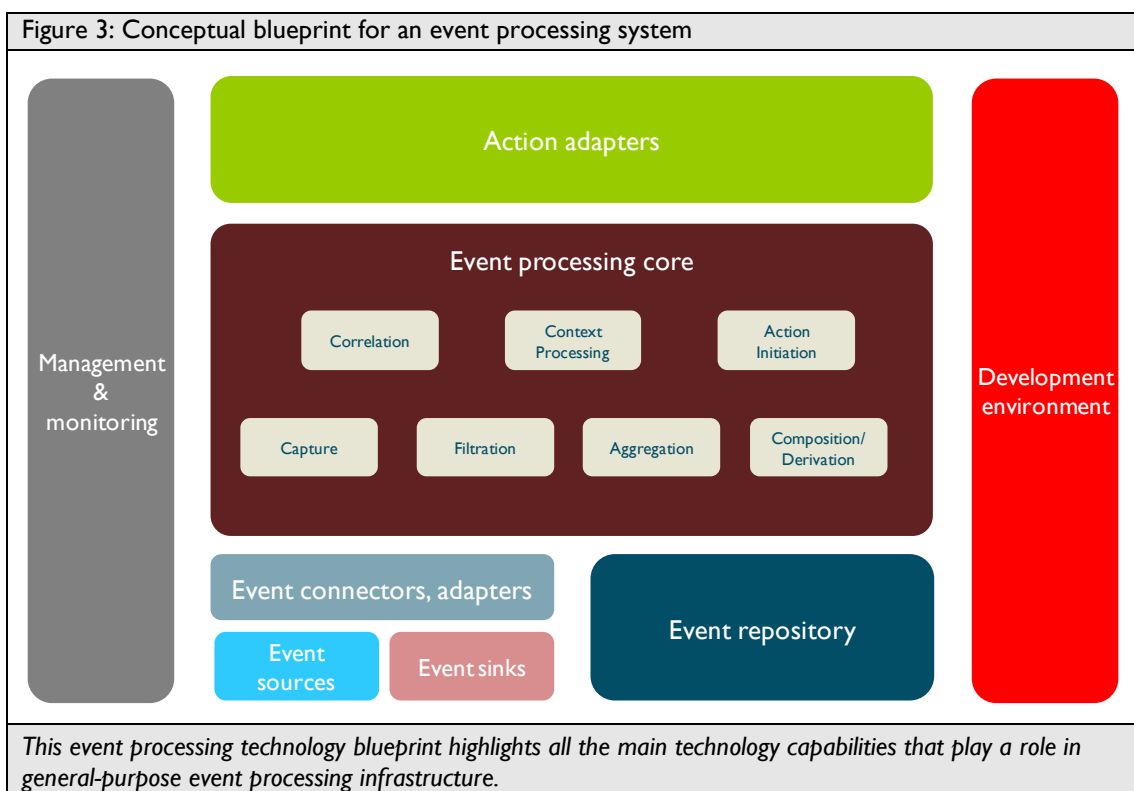 Figure 3: Conceptual blueprint for an event processing system
Action adapters
Event processing core
Correlation
Context
Processing
Action
Initiation
Management
&
monitoring
Development
environment
Capture
Filtration
Aggregation
Composition/
Derivation
Event connectors, adapters
Event repository
Event
sources
Event sinks
This event processing technology blueprint highlights all the main technology capabilities that play a role in
general-purpose event processing infrastructure.